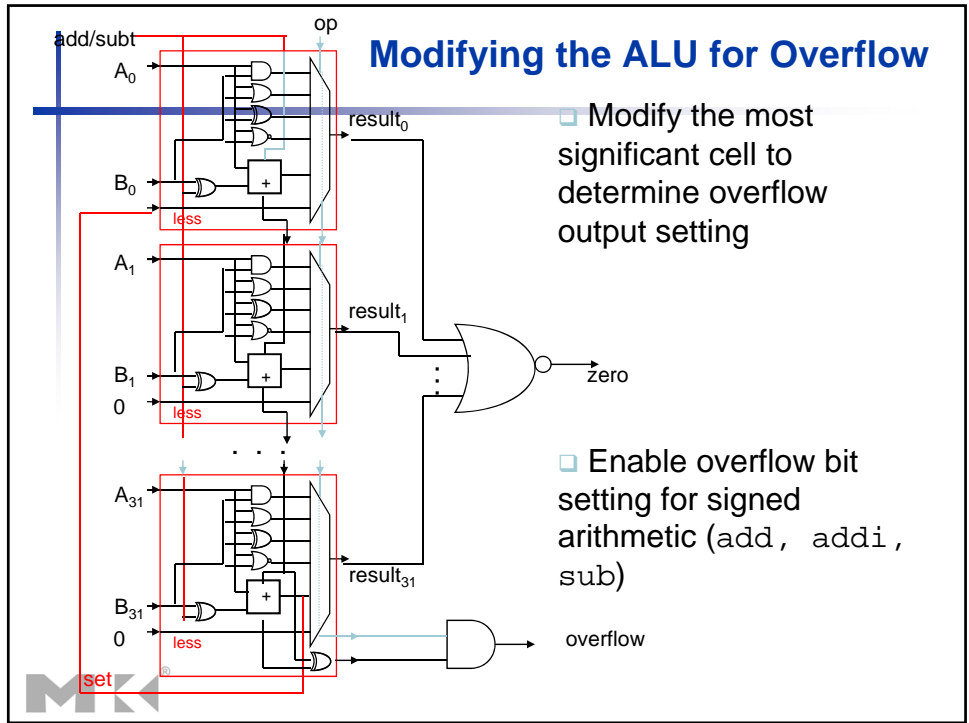 add/subt
op
Modifying the ALU for Overflow
A0
result0
B0
+
less
❑ Modify the most
significant cell to
determine overflow
output setting
A1
result1
B1
+
0
less
. . .
zero
. . .
A31
result31
B31
+
0
less
set
overflow
❑ Enable overflow bit
setting for signed
arithmetic (add, addi,
sub)
MK®